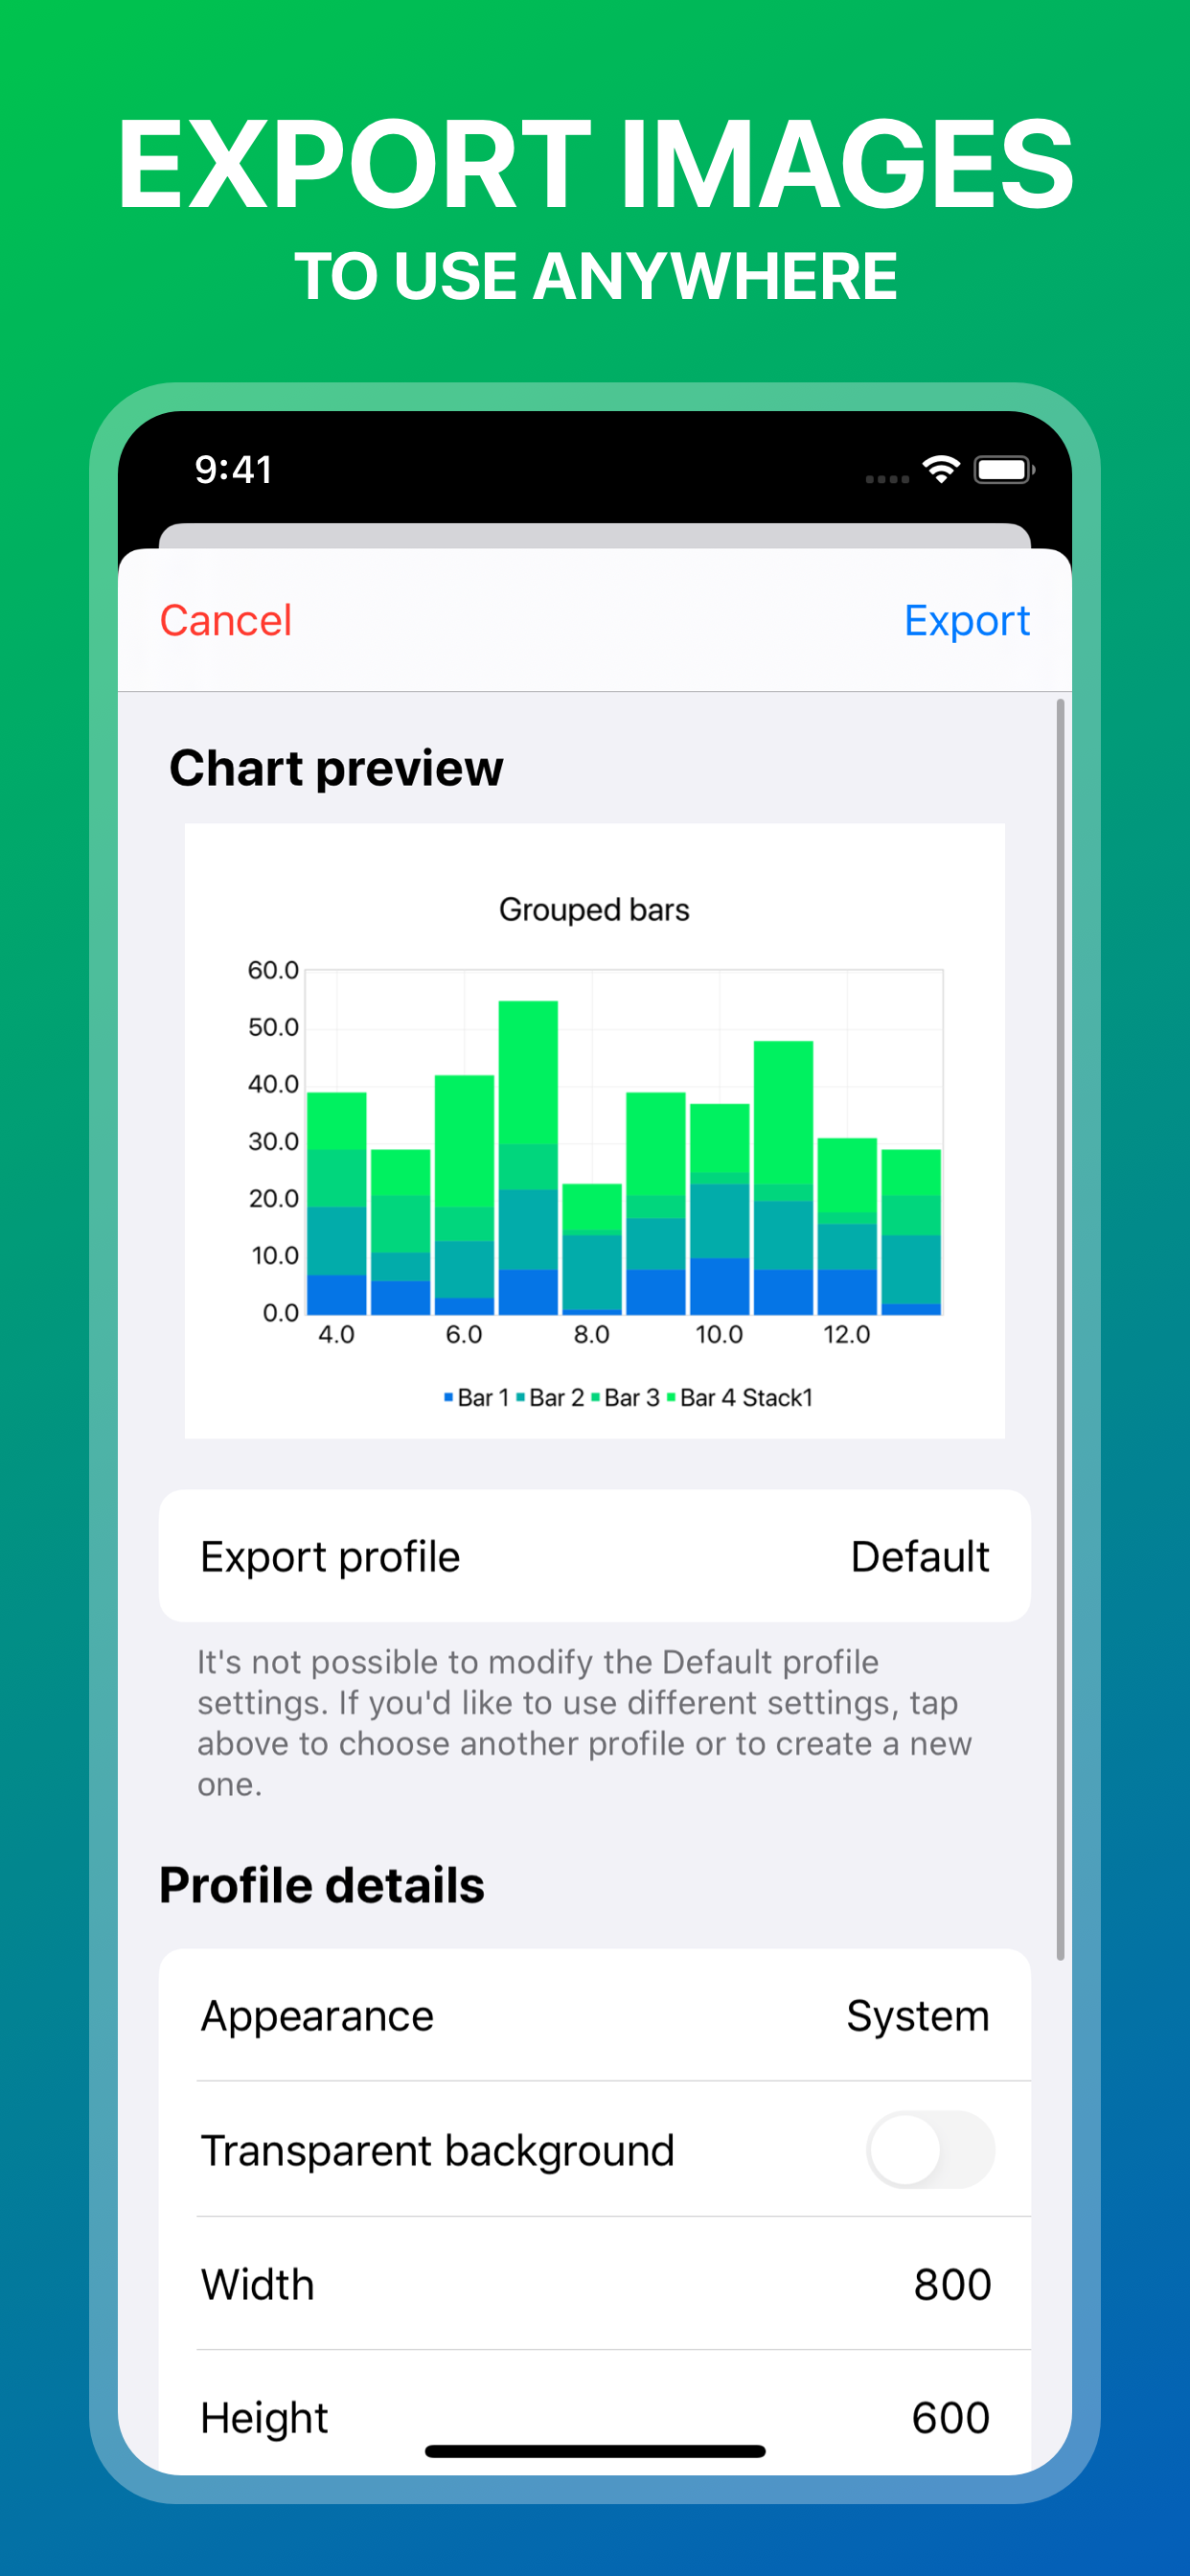 EXPORT IMAGES
TO USE ANYWHERE
9:41
Cancel Export
Chart preview
Grouped bars
60.0
50.0
40.0
30.0
20.0
10.0
0.0
4.0 6.0 8.0 10.0 12.0
Bar 1 Bar 2 Bar 3 Bar 4 Stack1
Export profile Default
It's not possible to modify the Default profile
settings. If you'd like to use different settings, tap
above to choose another profile or to create a new
one.
Profile details
Appearance System
Transparent background
Width 800
Height 600